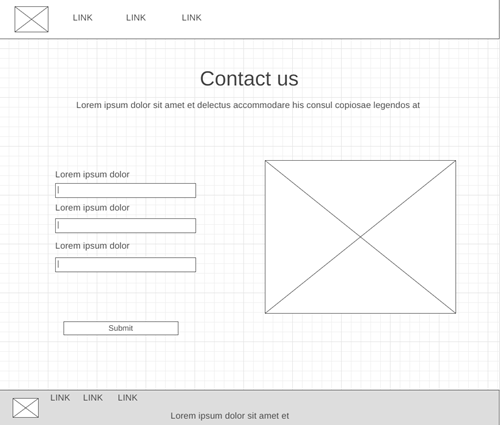 LINK LINK LINK
Contact us
Lorem ipsum dolor sit amet et delectus accommodare his consul copiosae legendos at
Lorem ipsum dolor
Lorem ipsum dolor
Lorem ipsum dolor
Submit
LINK LINK LINK
Lorem ipsum dolor sit amet et